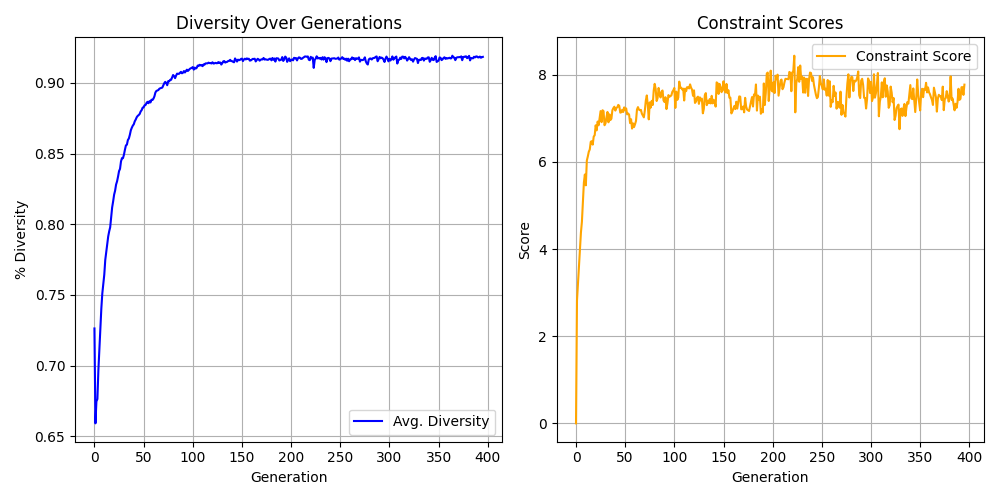 Diversity Over Generations
% Diversity
0.90
0.85
0.80
0.75
0.70
0.65
0 50 100 150 200 250 300 350 400
Generation
Avg. Diversity
Constraint Scores
Score
8
6
4
2
0
0 50 100 150 200 250 300 350 400
Generation
Constraint Score